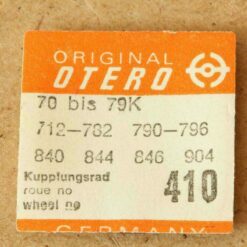 ORIGINAL
OTERO
70 bis 79K
712-782 790-796
840 844 846 904
Kupplungsrad
roue no
wheel no
410
GERMANY